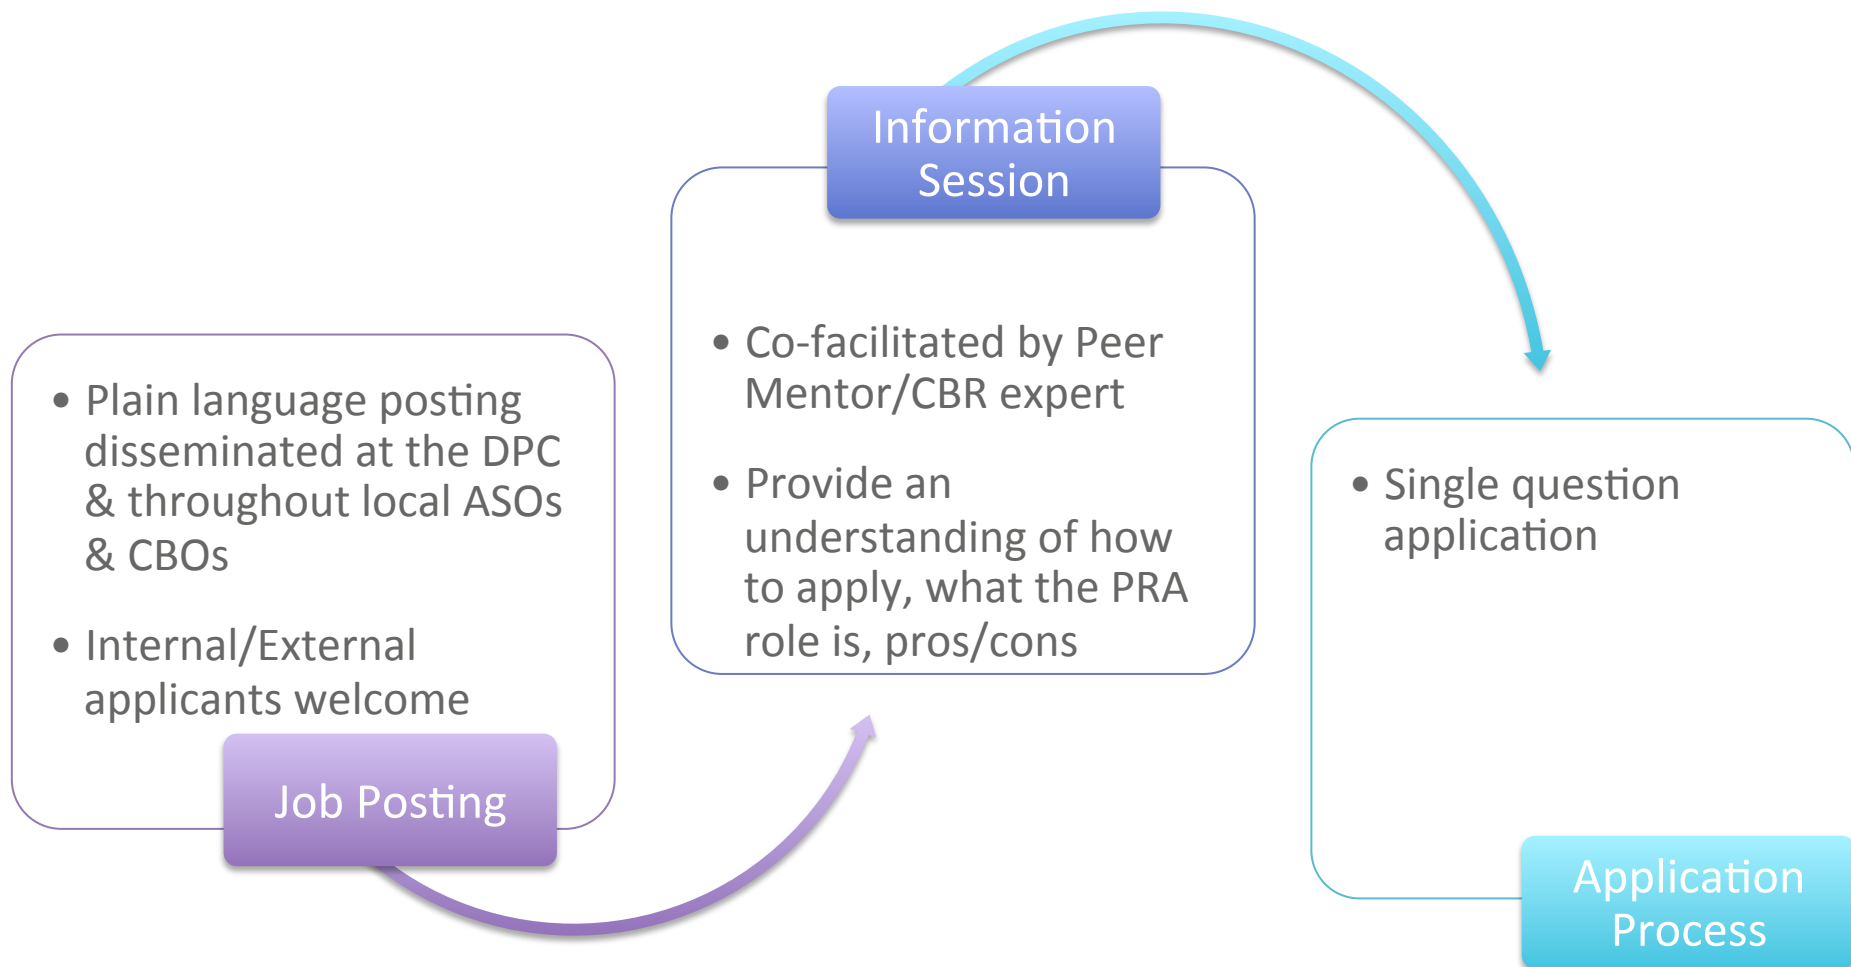 • Plain language posting
disseminated at the DPC
& throughout local ASOs
& CBOs
• Internal/External
applicants welcome
Job Posting
Information
Session
• Co-facilitated by Peer
Mentor/CBR expert
• Provide an
understanding of how
to apply, what the PRA
role is, pros/cons
• Single question
application
Application
Process